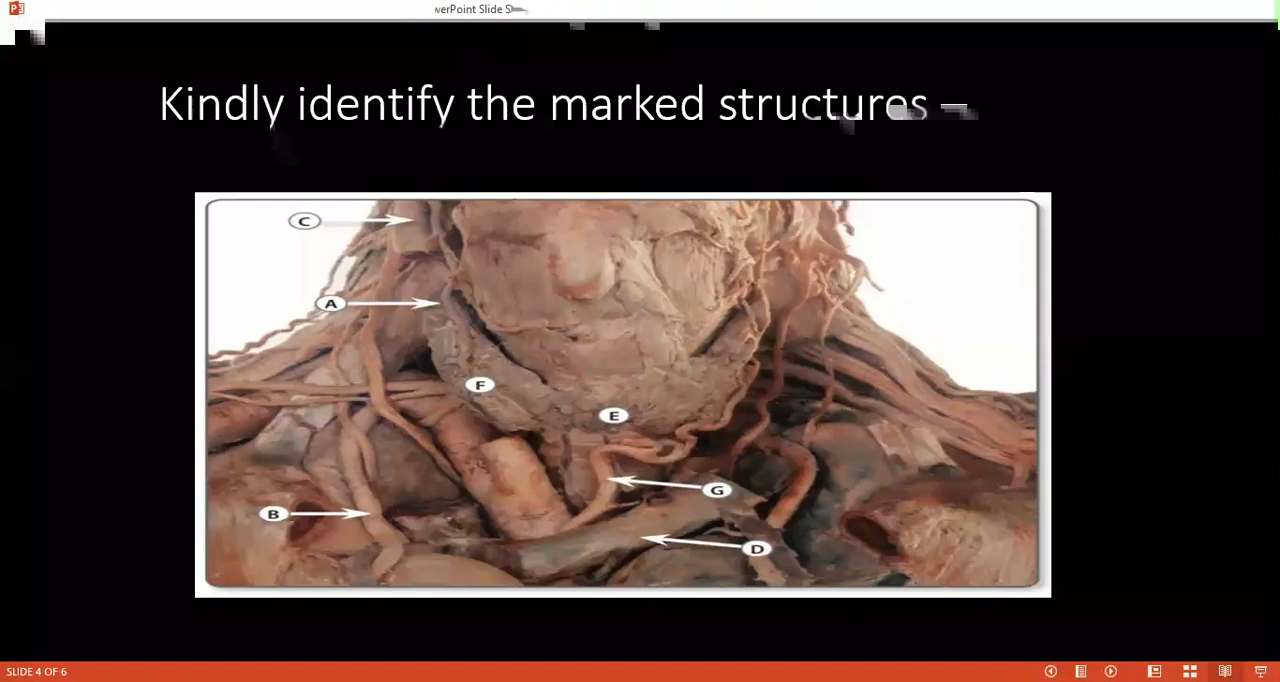 Kindly identify the marked structures –
C
A
F
E
G
B
D
SLIDE 4 OF 6